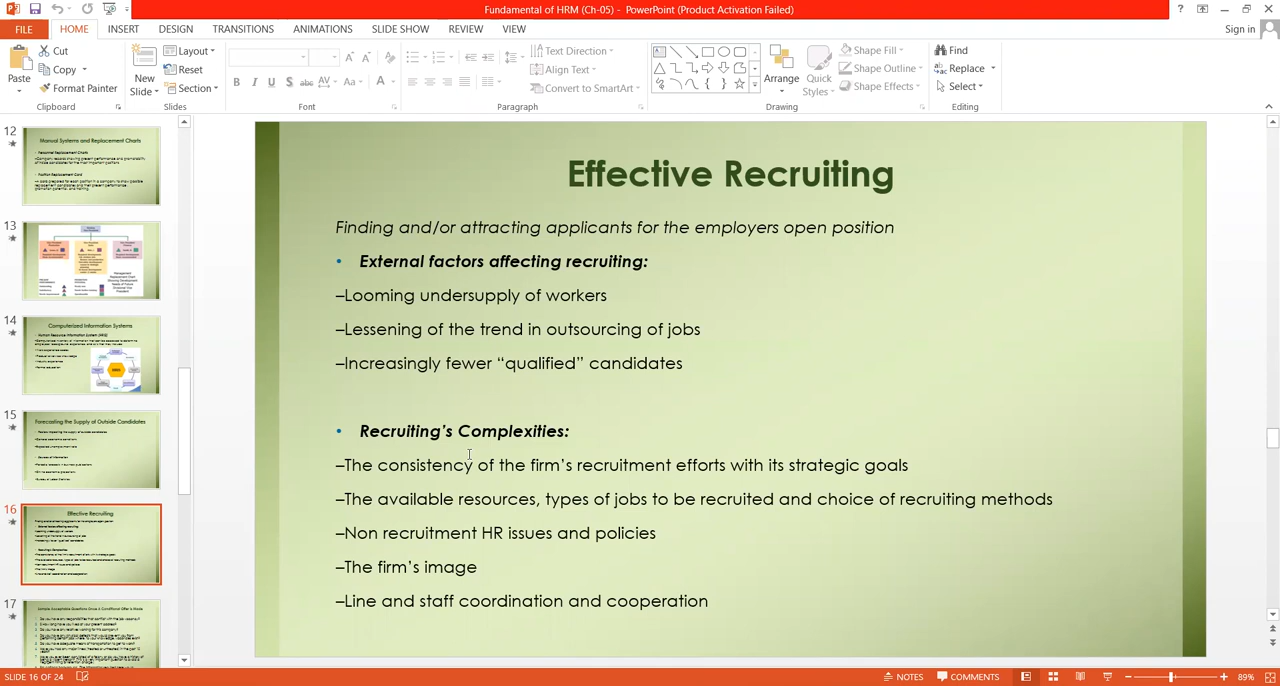 Fundamental of HRM (Ch-05) - PowerPoint (Product Activation Failed)
FILE HOME INSERT DESIGN TRANSITIONS ANIMATIONS SLIDE SHOW REVIEW VIEW
Sign in
Paste
Cut
Copy
Format Painter
Clipboard
New Slide
Layout
Reset
Section
Slides
Font
Text Direction
Align Text
Convert to SmartArt
Paragraph
Arrange
Quick Styles
Shape Fill
Shape Outline
Shape Effects
Drawing
Find
Replace
Select
Editing
12
Manual Systems and Replacement Charts
13
14
Computerized Information Systems
15
Forecasting the Supply of Outside Candidates
16
Effective Recruiting
17
Effective Recruiting
Finding and/or attracting applicants for the employers open position
• External factors affecting recruiting:
–Looming undersupply of workers
–Lessening of the trend in outsourcing of jobs
–Increasingly fewer “qualified” candidates
• Recruiting’s Complexities:
–The consistency of the firm’s recruitment efforts with its strategic goals
–The available resources, types of jobs to be recruited and choice of recruiting methods
–Non recruitment HR issues and policies
–The firm’s image
–Line and staff coordination and cooperation
SLIDE 16 OF 24
NOTES
COMMENTS
89%